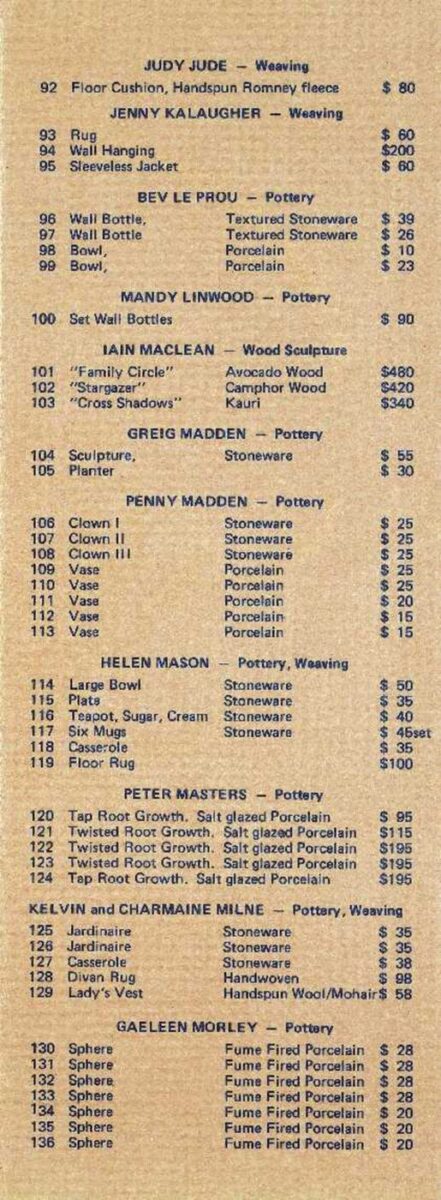 JUDY JUDE — Weaving
92 Floor Cushion, Handspun Romney fleece $ 80
JENNY KALAUGHER — Weaving
93 Rug $ 60
94 Wall Hanging $200
95 Sleeveless Jacket $ 60
BEV LE PROU — Pottery
96 Wall Bottle, Textured Stoneware $ 39
97 Wall Bottle Textured Stoneware $ 26
98 Bowl, Porcelain $ 10
99 Bowl, Porcelain $ 23
MANDY LINWOOD — Pottery
100 Set Wall Bottles $ 90
IAIN MACLEAN — Wood Sculpture
101 "Family Circle" Avocado Wood $480
102 "Stargazer" Camphor Wood $420
103 "Cross Shadows" Kauri $340
GREIG MADDEN — Pottery
104 Sculpture, Stoneware $ 55
105 Planter $ 30
PENNY MADDEN — Pottery
106 Clown I Stoneware $ 25
107 Clown II Stoneware $ 25
108 Clown III Stoneware $ 25
109 Vase Porcelain $ 25
110 Vase Porcelain $ 25
111 Vase Porcelain $ 20
112 Vase Porcelain $ 15
113 Vase Porcelain $ 15
HELEN MASON — Pottery, Weaving
114 Large Bowl Stoneware $ 50
115 Plate Stoneware $ 35
116 Teapot, Sugar, Cream Stoneware $ 40
117 Six Mugs Stoneware $ 45set
118 Casserole $ 35
119 Floor Rug $100
PETER MASTERS — Pottery
120 Tap Root Growth. Salt glazed Porcelain $ 95
121 Twisted Root Growth. Salt glazed Porcelain $115
122 Twisted Root Growth. Salt glazed Porcelain $195
123 Twisted Root Growth. Salt glazed Porcelain $195
124 Tap Root Growth. Salt glazed Porcelain $195
KELVIN and CHARMAINE MILNE — Pottery, Weaving
125 Jardinaire Stoneware $ 35
126 Jardinaire Stoneware $ 35
127 Casserole Stoneware $ 38
128 Divan Rug Handwoven $ 98
129 Lady's Vest Handspun Wool/Mohair $ 58
GAELEEN MORLEY — Pottery
130 Sphere Fume Fired Porcelain $ 28
131 Sphere Fume Fired Porcelain $ 28
132 Sphere Fume Fired Porcelain $ 28
133 Sphere Fume Fired Porcelain $ 28
134 Sphere Fume Fired Porcelain $ 20
135 Sphere Fume Fired Porcelain $ 20
136 Sphere Fume Fired Porcelain $ 20